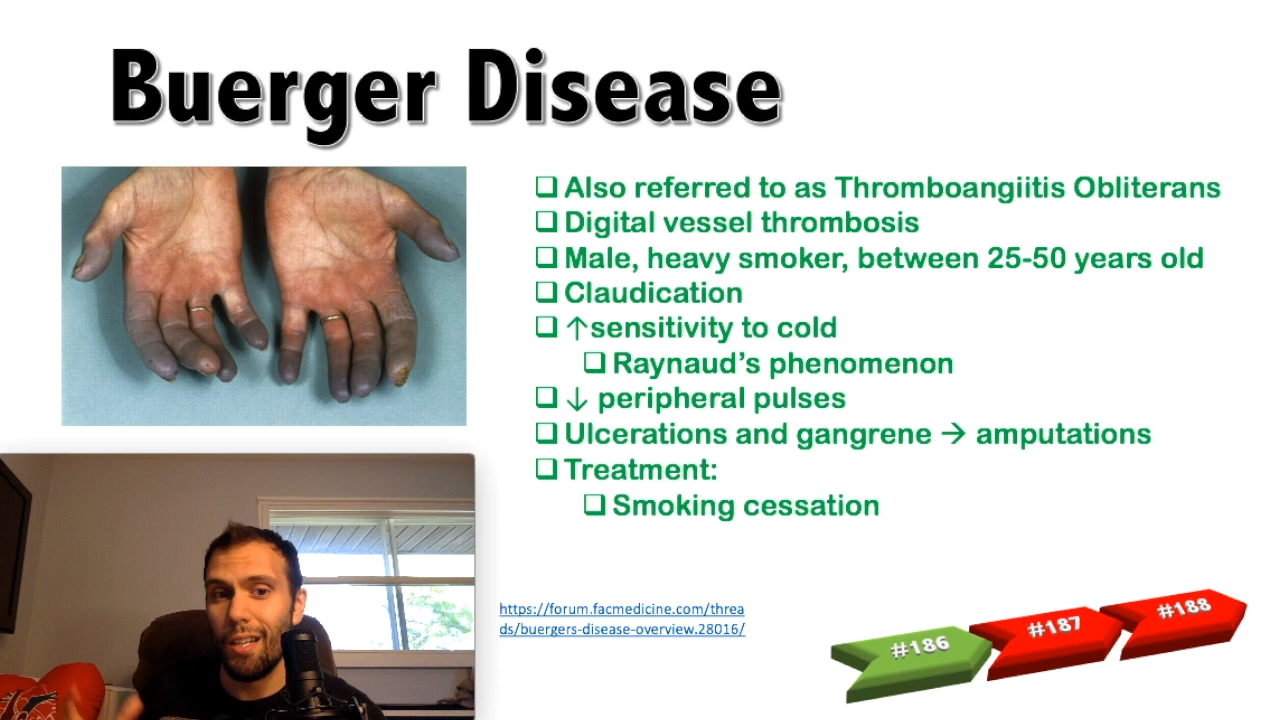 Buerger Disease
Also referred to as Thromboangiitis Obliterans
Digital vessel thrombosis
Male, heavy smoker, between 25-50 years old
Claudication
↑sensitivity to cold
Raynaud's phenomenon
↓ peripheral pulses
Ulcerations and gangrene → amputations
Treatment:
Smoking cessation
https://forum.facmedicine.com/threa
ds/buergers-disease-overview.28016/
#186
#187
#188